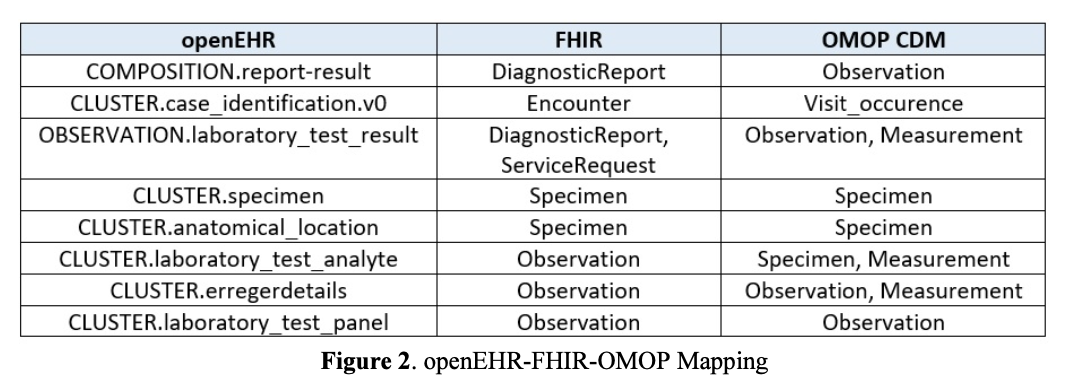 openEHR FHIR OMOP CDM
COMPOSITION.report-result DiagnosticReport Observation
CLUSTER.case_identification.v0 Encounter Visit_occurence
OBSERVATION.laboratory_test_result DiagnosticReport, Observation, Measurement
ServiceRequest
CLUSTER.specimen Specimen Specimen
CLUSTER.anatomical_location Specimen Specimen
CLUSTER.laboratory_test_analyte Observation Specimen, Measurement
CLUSTER.erregerdetails Observation Observation, Measurement
CLUSTER.laboratory_test_panel Observation Observation
Figure 2. openEHR-FHIR-OMOP Mapping